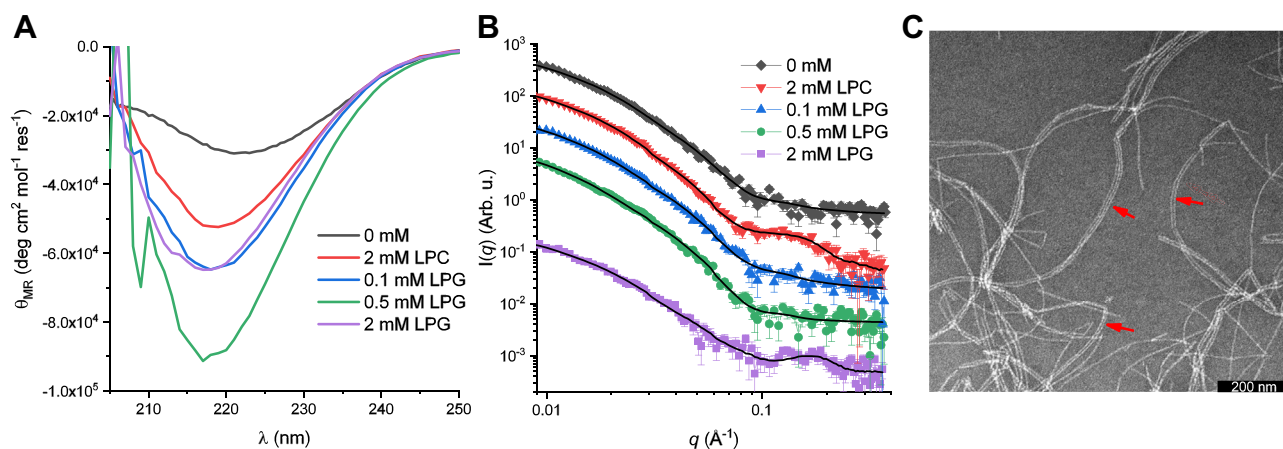 A
0.0
-2.0x10⁴
-4.0x10⁴
-6.0x10⁴
-8.0x10⁴
-1.0x10⁵
θMR (deg cm² mol⁻¹ res⁻¹)
210 220 230 240 250
λ (nm)
0 mM
2 mM LPC
0.1 mM LPG
0.5 mM LPG
2 mM LPG
B
10³
10²
10¹
10⁰
10⁻¹
10⁻²
10⁻³
I(q) (Arb. u.)
0.01 0.1
q (Å⁻¹)
0 mM
2 mM LPC
0.1 mM LPG
0.5 mM LPG
2 mM LPG
C
200 nm